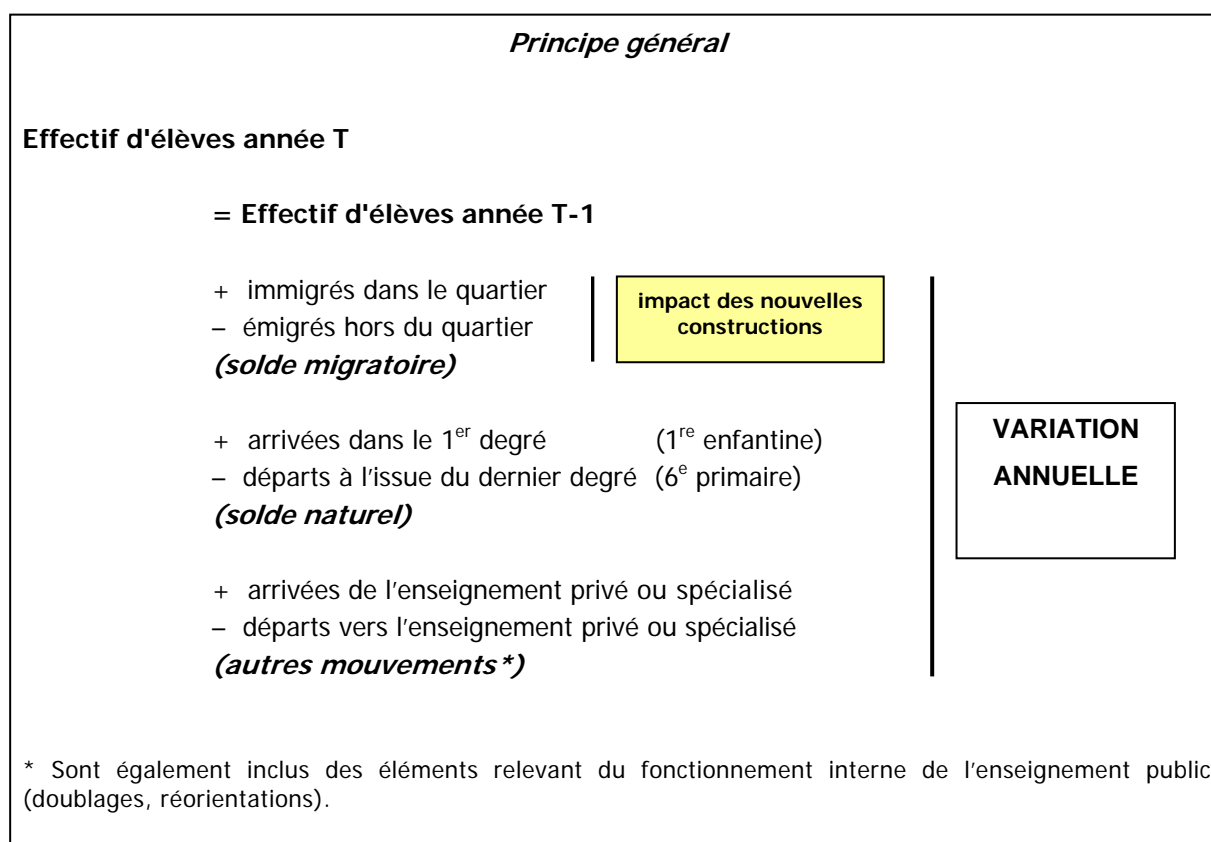 Principe général
Effectif d'élèves année T
= Effectif d'élèves année T-1
+ immigrés dans le quartier
– émigrés hors du quartier
(solde migratoire)
impact des nouvelles
constructions
+ arrivées dans le 1er degré (1re enfantine)
– départs à l'issue du dernier degré (6e primaire)
(solde naturel)
VARIATION
ANNUELLE
+ arrivées de l'enseignement privé ou spécialisé
– départs vers l'enseignement privé ou spécialisé
(autres mouvements*)
* Sont également inclus des éléments relevant du fonctionnement interne de l'enseignement public
(doublages, réorientations).